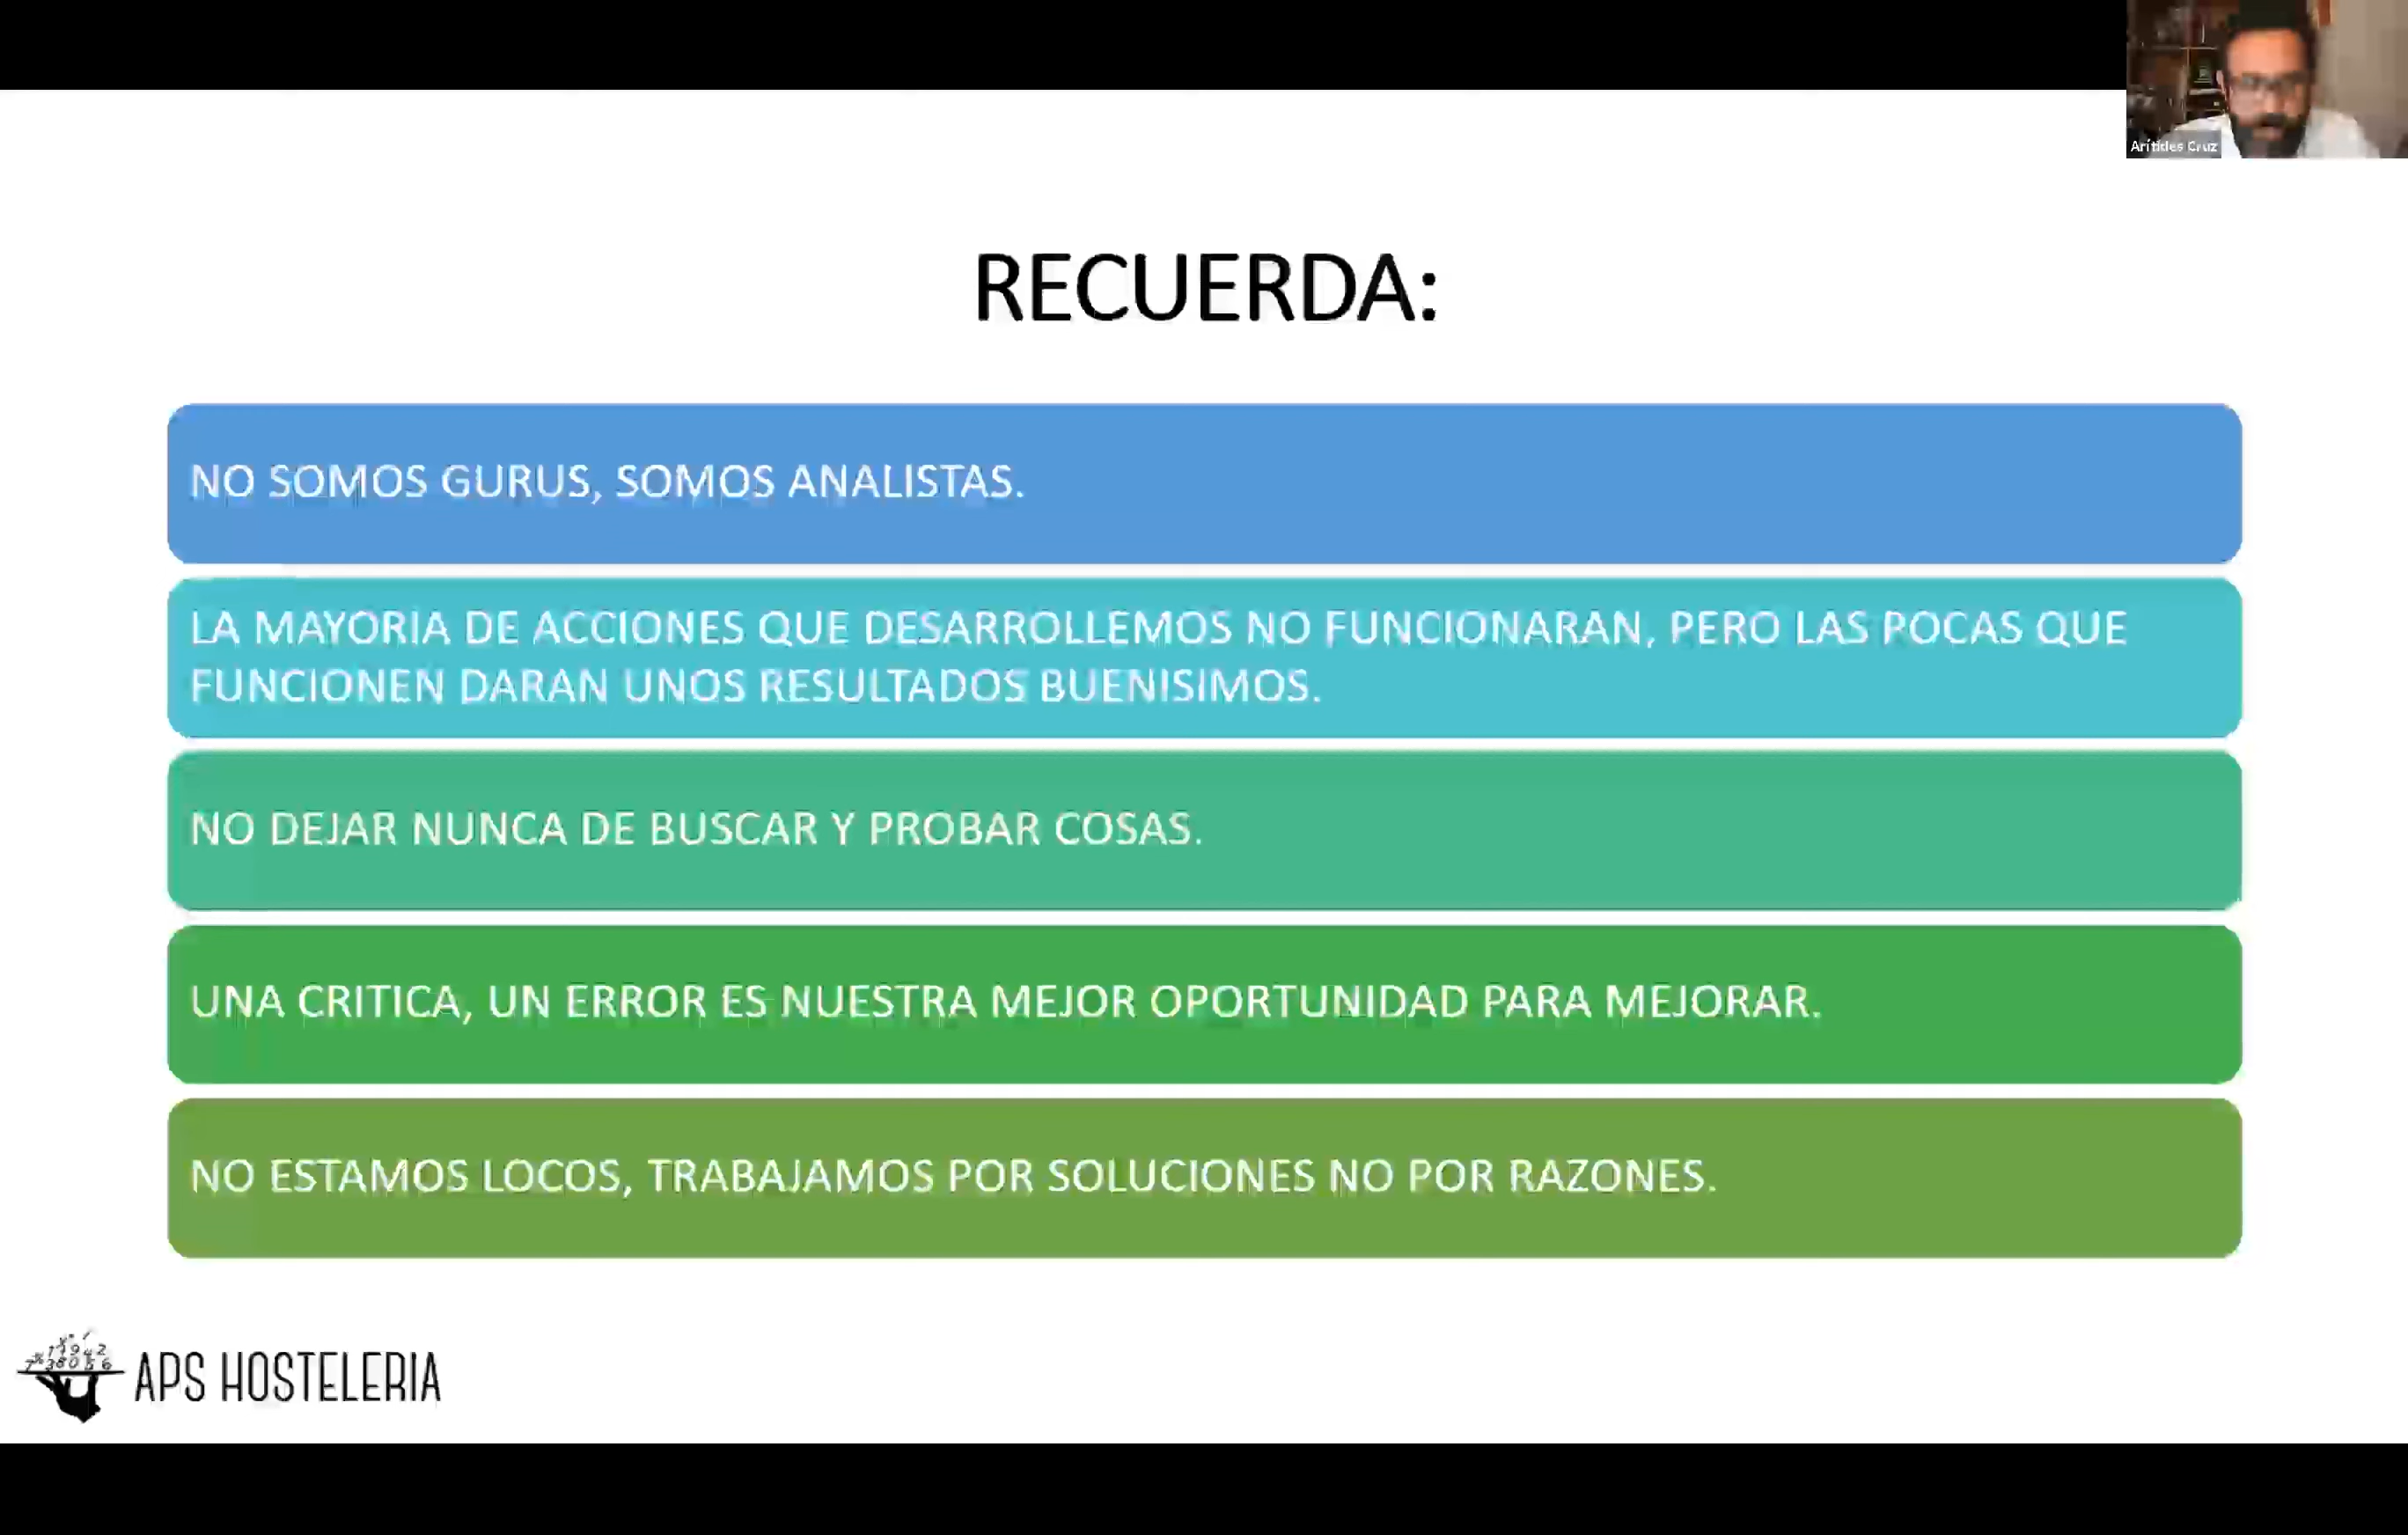 Arítides Cruz
RECUERDA:
NO SOMOS GURUS, SOMOS ANALISTAS.
LA MAYORIA DE ACCIONES QUE DESARROLLEMOS NO FUNCIONARAN, PERO LAS POCAS QUE
FUNCIONEN DARAN UNOS RESULTADOS BUENISIMOS.
NO DEJAR NUNCA DE BUSCAR Y PROBAR COSAS.
UNA CRITICA, UN ERROR ES NUESTRA MEJOR OPORTUNIDAD PARA MEJORAR.
NO ESTAMOS LOCOS, TRABAJAMOS POR SOLUCIONES NO POR RAZONES.
APS HOSTELERIA